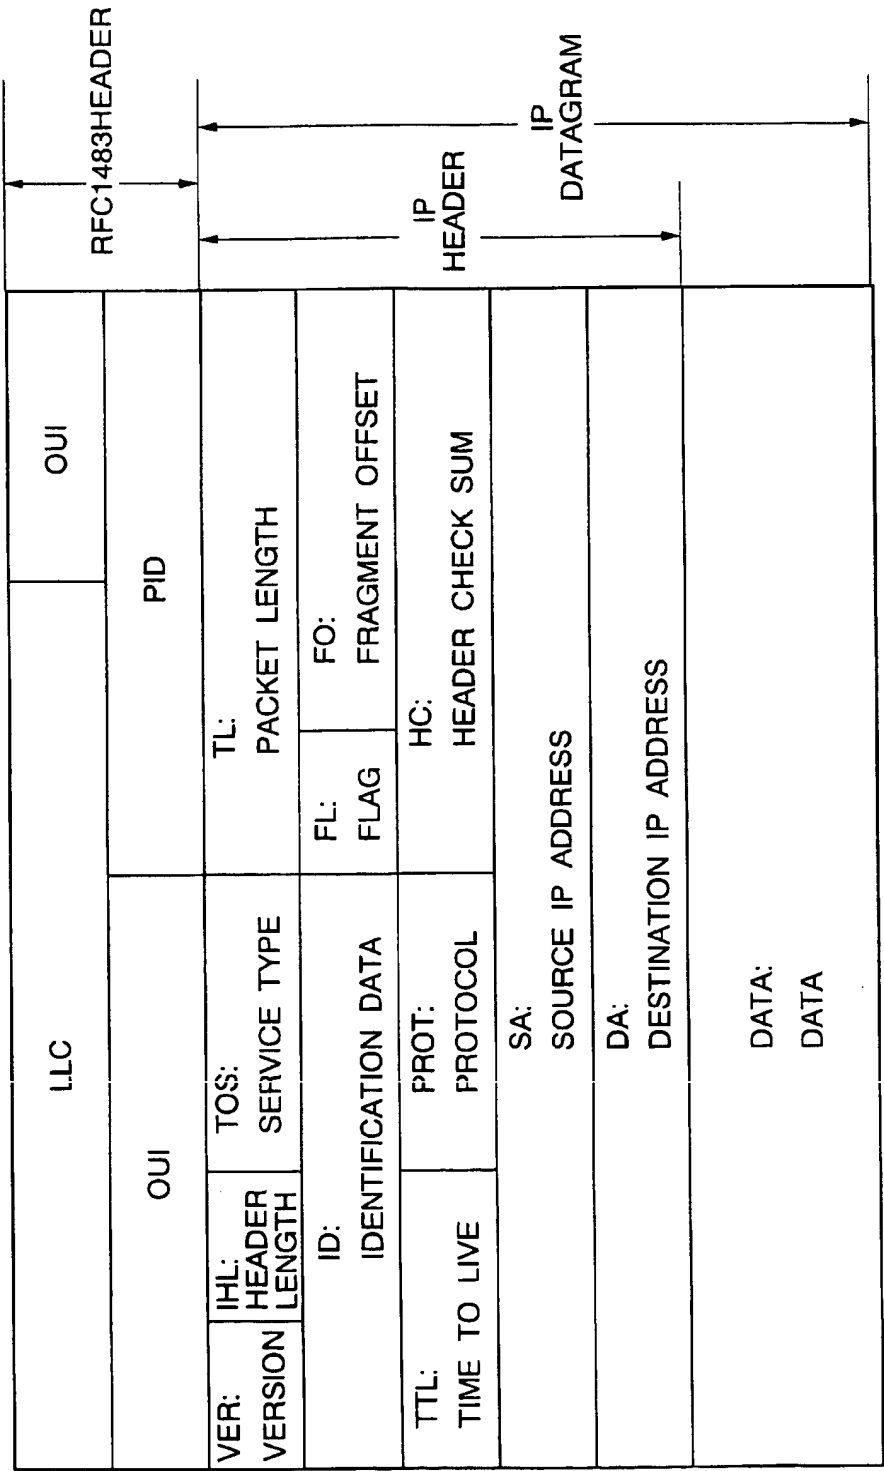 LLC
OUI
RFC1483HEADER
OUI
PID
VER:
VERSION
IHL:
HEADER
LENGTH
TOS:
SERVICE TYPE
TL:
PACKET LENGTH
ID:
IDENTIFICATION DATA
FL:
FLAG
FO:
FRAGMENT OFFSET
TTL:
TIME TO LIVE
PROT:
PROTOCOL
HC:
HEADER CHECK SUM
IP
HEADER
SA:
SOURCE IP ADDRESS
IP
DATAGRAM
DA:
DESTINATION IP ADDRESS
DATA:
DATA